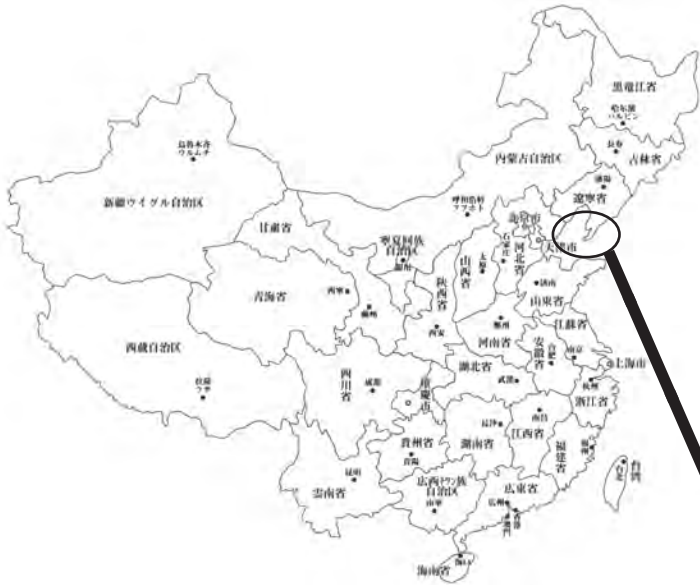 黒竜江省
哈尔濱
ハルビン
長春
吉林省
瀋陽
遼寧省
内蒙古自治区
呼和浩特
フフホト
烏魯木斉
ウルムチ
新疆ウイグル自治区
甘粛省
寧夏回族
自治区
銀川
北京市
天津市
石家庄
河北省
太原
山西省
陝西省
西安
済南
山東省
青海省
西寧
蘭州
鄭州
河南省
江蘇省
安徽省
合肥
南京
上海市
西蔵自治区
拉薩
ラサ
四川省
成都
重慶市
湖北省
武漢
杭州
浙江省
長沙
湖南省
南昌
江西省
福建省
福州
貴州省
貴陽
昆明
雲南省
広西チワン族
自治区
南寧
広東省
広州
香港
澳門
台湾
台北
海口
海南省